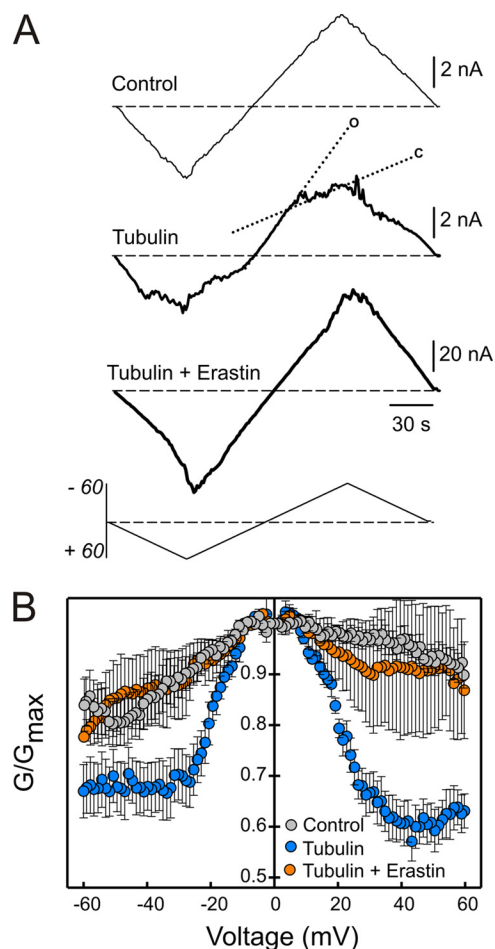 A
Control
2 nA
o
c
Tubulin
2 nA
Tubulin + Erastin
20 nA
30 s
- 60
+ 60
B
G/Gmax
0.9
0.8
0.7
0.6
0.5
Control
Tubulin
Tubulin + Erastin
-60 -40 -20 0 20 40 60
Voltage (mV)